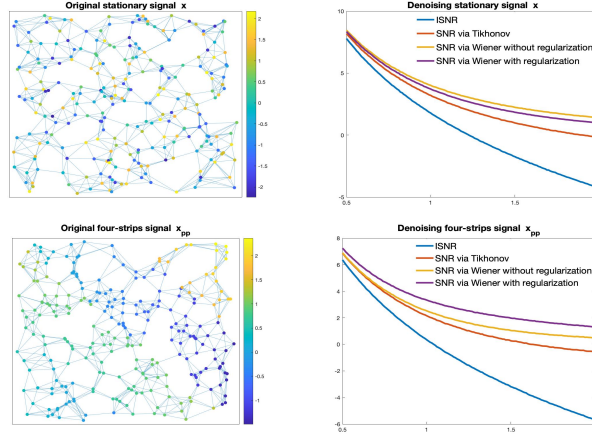 Original stationary signal x
2
1.5
1
0.5
0
-0.5
-1
-1.5
-2
Denoising stationary signal x
ISNR
SNR via Tikhonov
SNR via Wiener without regularization
SNR via Wiener with regularization
10
5
0
-5
0.5
1
1.5
Original four-strips signal x_pp
2
1.5
1
0.5
0
-0.5
-1
Denoising four-strips signal x_pp
ISNR
SNR via Tikhonov
SNR via Wiener without regularization
SNR via Wiener with regularization
8
6
4
2
0
-2
-4
-6
0.5
1
1.5